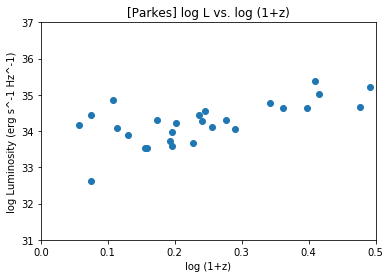 [Parkes] log L vs. log (1+z)
log Luminosity (erg s^-1 Hz^-1)
37
36
35
34
33
32
31
0.0 0.1 0.2 0.3 0.4 0.5
log (1+z)